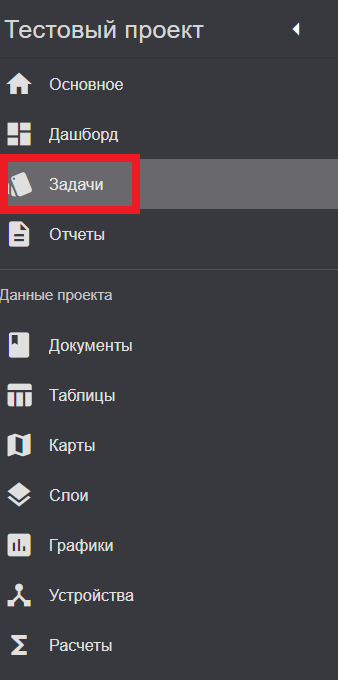 Тестовый проект
Основное
Дашборд
Задачи
Отчеты
Данные проекта
Документы
Таблицы
Карты
Слои
Графики
Устройства
Расчеты